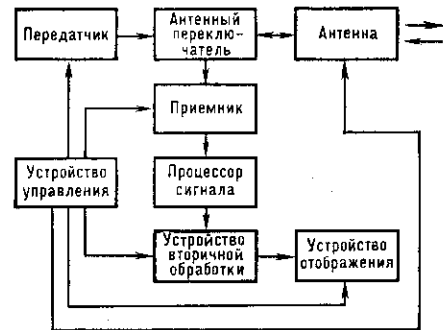 Передатчик
Антенный
переклю-
чатель
Антенна
Приемник
Процессор
сигнала
Устройство
управления
Устройство
вторичной
обработки
Устройство
отображения